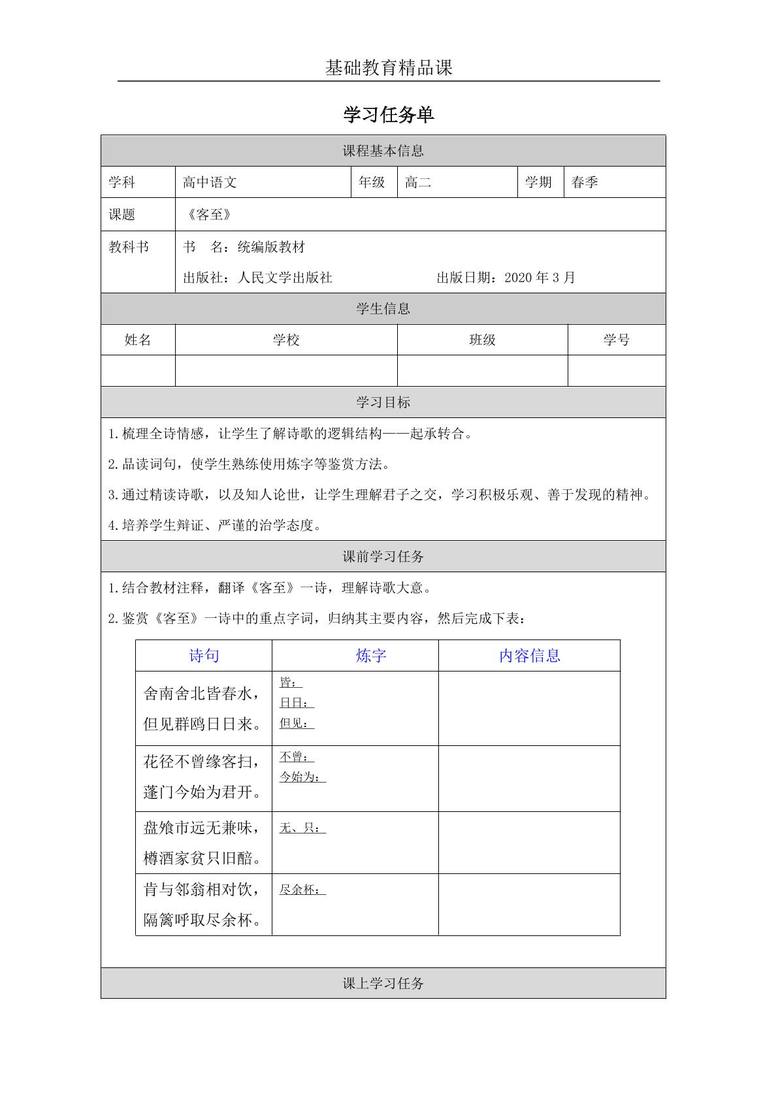 基础教育精品课
学习任务单
课程基本信息
学科 高中语文 年级 高二 学期 春季
课题 《客至》
教科书 书 名：统编版教材
出版社：人民文学出版社 出版日期：2020 年 3 月
学生信息
姓名 学校 班级 学号
学习目标
1.梳理全诗情感，让学生了解诗歌的逻辑结构——起承转合。
2.品读词句，使学生熟练使用炼字等鉴赏方法。
3.通过精读诗歌，以及知人论世，让学生理解君子之交，学习积极乐观、善于发现的精神。
4.培养学生辩证、严谨的治学态度。
课前学习任务
1.结合教材注释，翻译《客至》一诗，理解诗歌大意。
2.鉴赏《客至》一诗中的重点字词，归纳其主要内容，然后完成下表：
诗句 炼字 内容信息
舍南舍北皆春水，
但见群鸥日日来。
皆：
日日：
但见：
花径不曾缘客扫，
蓬门今始为君开。
不曾：
今始为：
盘飧市远无兼味，
樽酒家贫只旧醅。
无、只：
肯与邻翁相对饮，
隔篱呼取尽余杯。
尽余杯：
课上学习任务